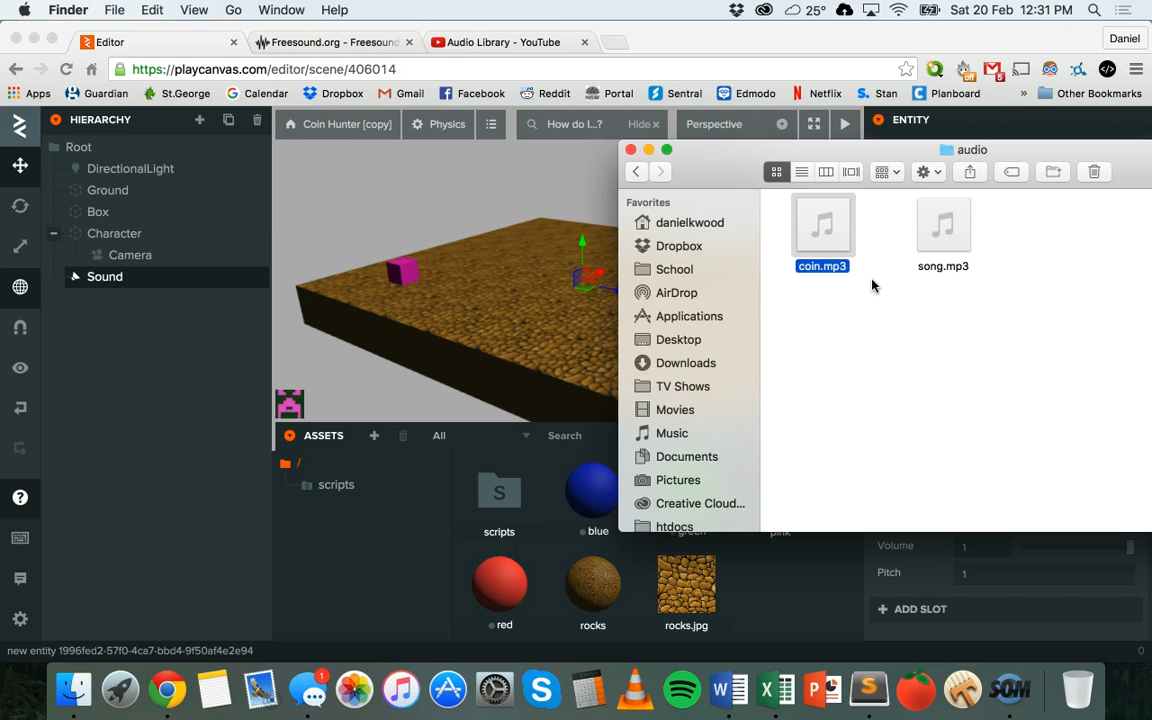 Finder File Edit View Go Window Help 25° Sat 20 Feb 12:31 PM
Editor Freesound.org - Freesound Audio Library - YouTube Daniel
https://playcanvas.com/editor/scene/406014
Apps Guardian St.George Calendar Dropbox Gmail Facebook Reddit Portal Sentral Edmodo Netflix Stan Planboard » Other Bookmarks
HIERARCHY Coin Hunter [copy] Physics How do I...? Hide Perspective ENTITY
Root
DirectionalLight
Ground
Box
Character
Camera
Sound
audio
Favorites
danielkwood
Dropbox
School
AirDrop
Applications
Desktop
Downloads
TV Shows
Movies
Music
Documents
Pictures
Creative Cloud...
htdocs
coin.mp3 song.mp3
ASSETS All Search
/
scripts
S
scripts blue green pink
red rocks rocks.jpg
Volume 1
Pitch 1
ADD SLOT
new entity 1996fed2-57f0-4ca7-bbd4-9f50af4e2e94 0